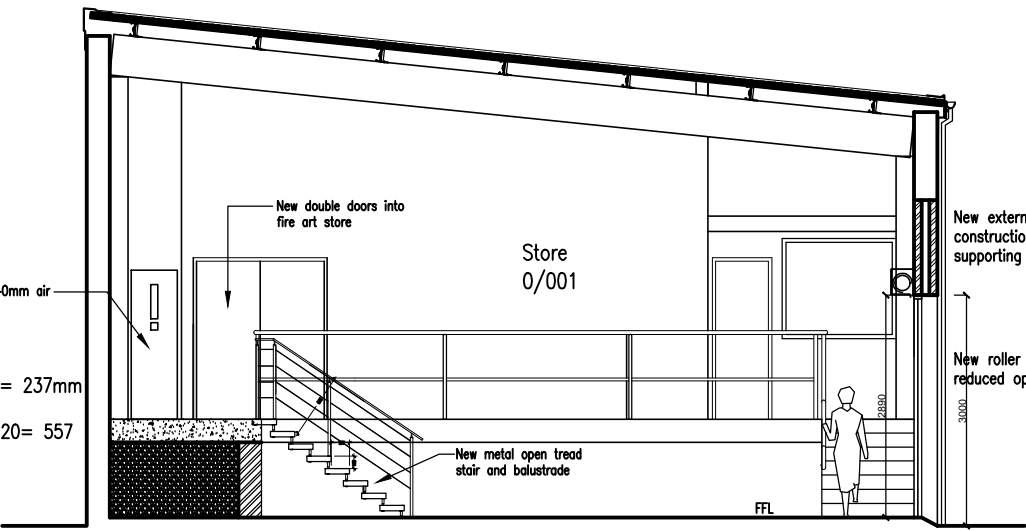 New double doors into
fire art store
Store
0/001
New extern
constructio
supporting
0mm air
= 237mm
New roller
reduced op
2890
3000
20= 557
New metal open tread
stair and balustrade
FFL